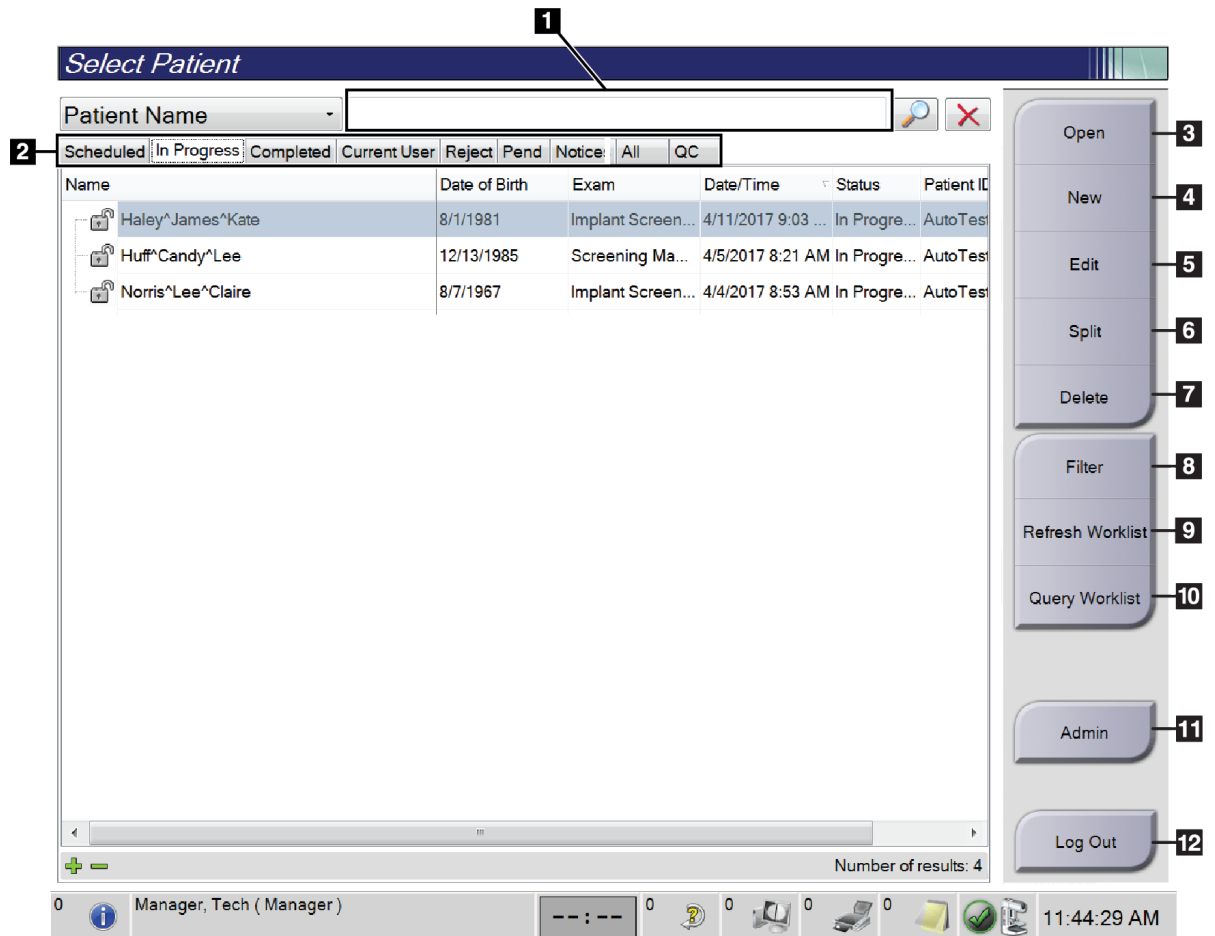 1
Select Patient
Patient Name
2
Scheduled In Progress Completed Current User Reject Pend Notice All QC
Name Date of Birth Exam Date/Time Status Patient ID
Haley^James^Kate 8/1/1981 Implant Screen... 4/11/2017 9:03 ... In Progre... AutoTest
Huff^Candy^Lee 12/13/1985 Screening Ma... 4/5/2017 8:21 AM In Progre... AutoTest
Norris^Lee^Claire 8/7/1967 Implant Screen... 4/4/2017 8:53 AM In Progre... AutoTest
Open 3
New 4
Edit 5
Split 6
Delete 7
Filter 8
Refresh Worklist 9
Query Worklist 10
Admin 11
Log Out 12
Number of results: 4
0 Manager, Tech ( Manager ) --:-- 0 0 0 0 11:44:29 AM